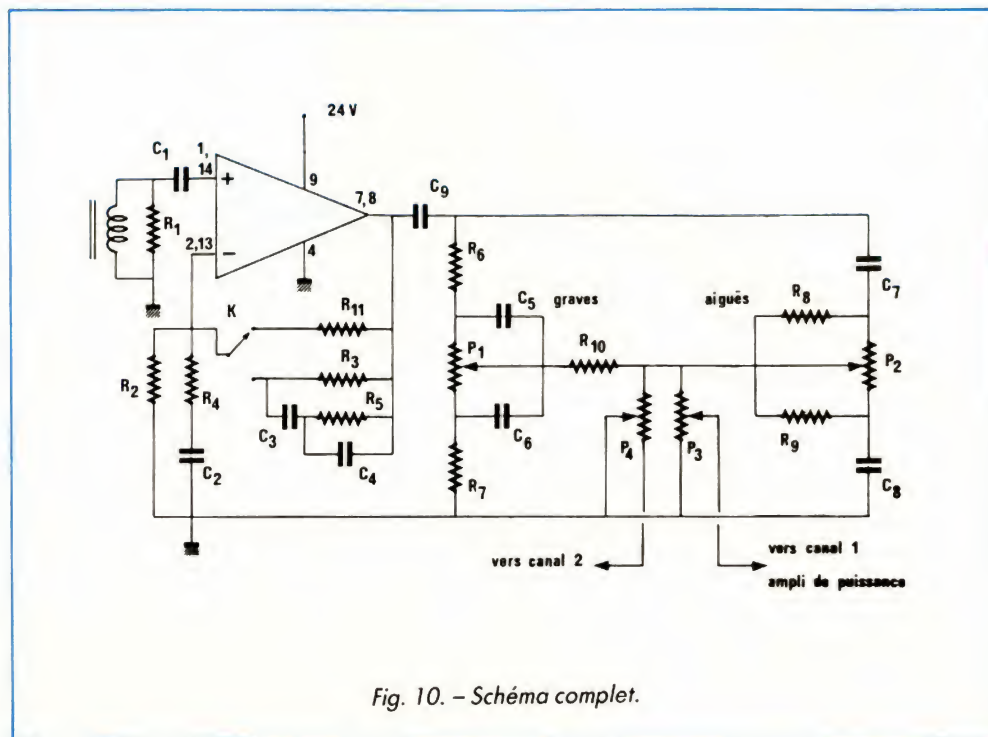 24 V
C1
1,
14
+
9
7,8
C9
R1
4
2,13
−
R6
C7
C5 graves
aiguës
R8
K
R11
P1
R10
P2
R2
R4
R3
R5
C3
C6
P4
P3
R9
C2
C4
R7
C8
vers canal 2
vers canal 1
ampli de puissance
Fig. 10. – Schéma complet.